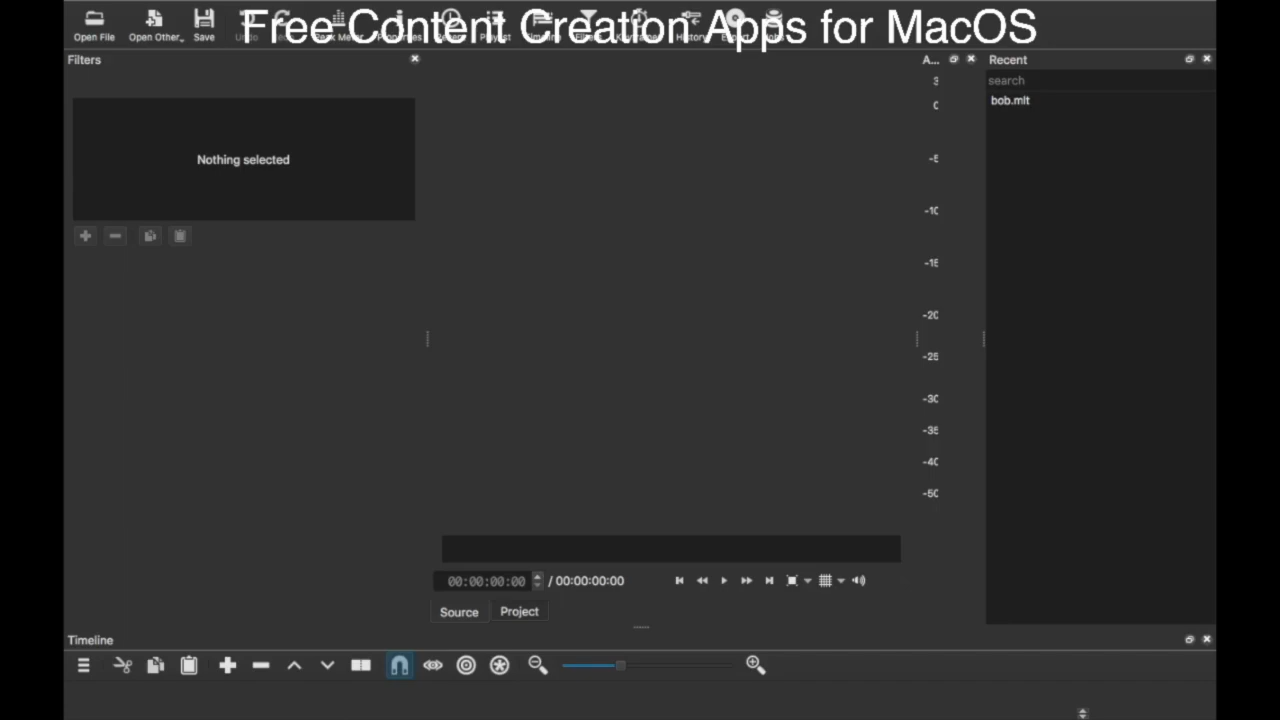 Free-Content Creation Apps for MacOS
Open File Open Other.. Save
Filters
A...
Recent
search
bob.mlt
Nothing selected
3
0
-5
-10
-15
-20
-25
-30
-35
-40
-50
00:00:00:00 / 00:00:00:00
Source Project
Timeline